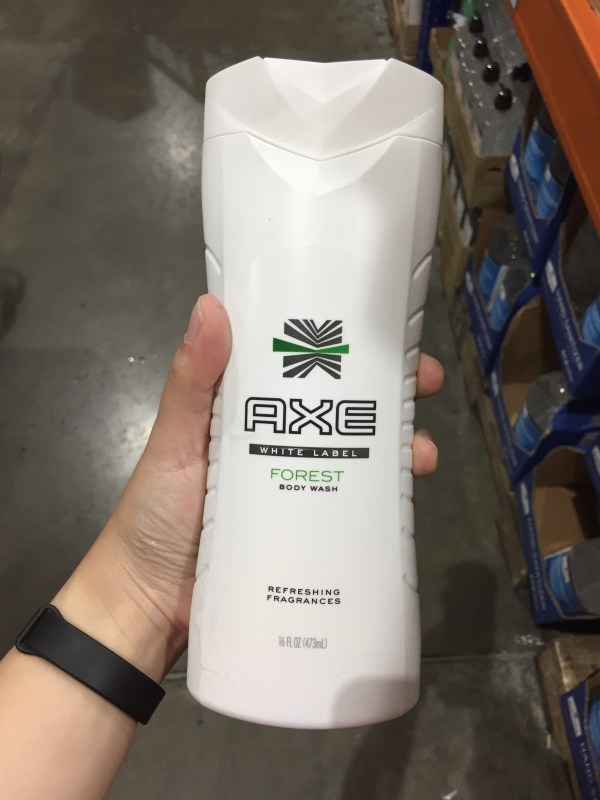 AXE
WHITE LABEL
FOREST
BODY WASH
REFRESHING
FRAGRANCES
16 FL OZ (473mL)